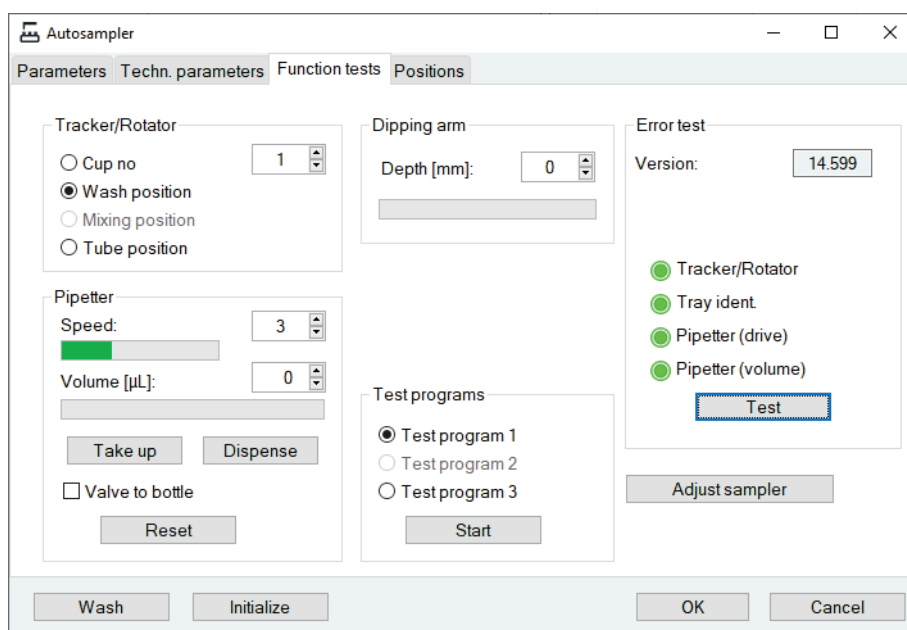 Autosampler
Parameters Techn. parameters Function tests Positions
Tracker/Rotator
Cup no 1
Wash position
Mixing position
Tube position
Pipetter
Speed: 3
Volume [µL]: 0
Take up Dispense
Valve to bottle
Reset
Dipping arm
Depth [mm]: 0
Test programs
Test program 1
Test program 2
Test program 3
Start
Error test
Version: 14.599
Tracker/Rotator
Tray ident.
Pipetter (drive)
Pipetter (volume)
Test
Adjust sampler
Wash Initialize OK Cancel